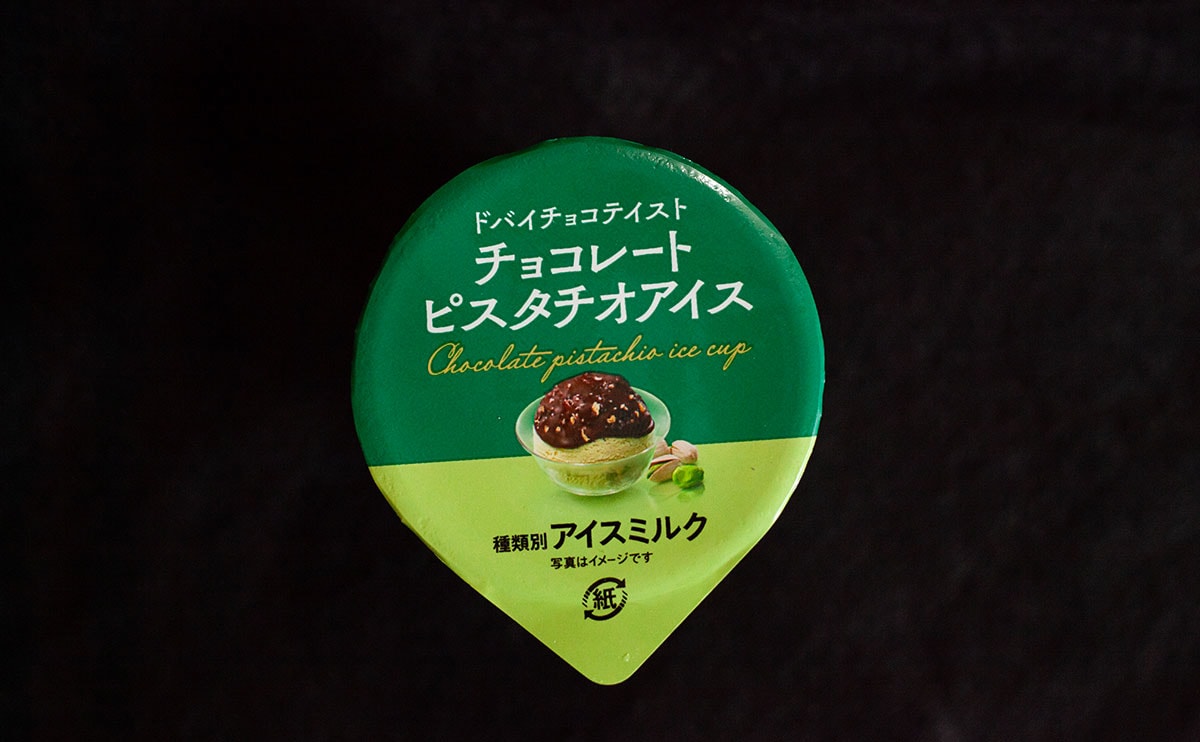 ドバイチョコテイスト
チョコレート
ピスタチオアイス
Chocolate pistachio ice cup
種類別 アイスミルク
写真はイメージです
紙